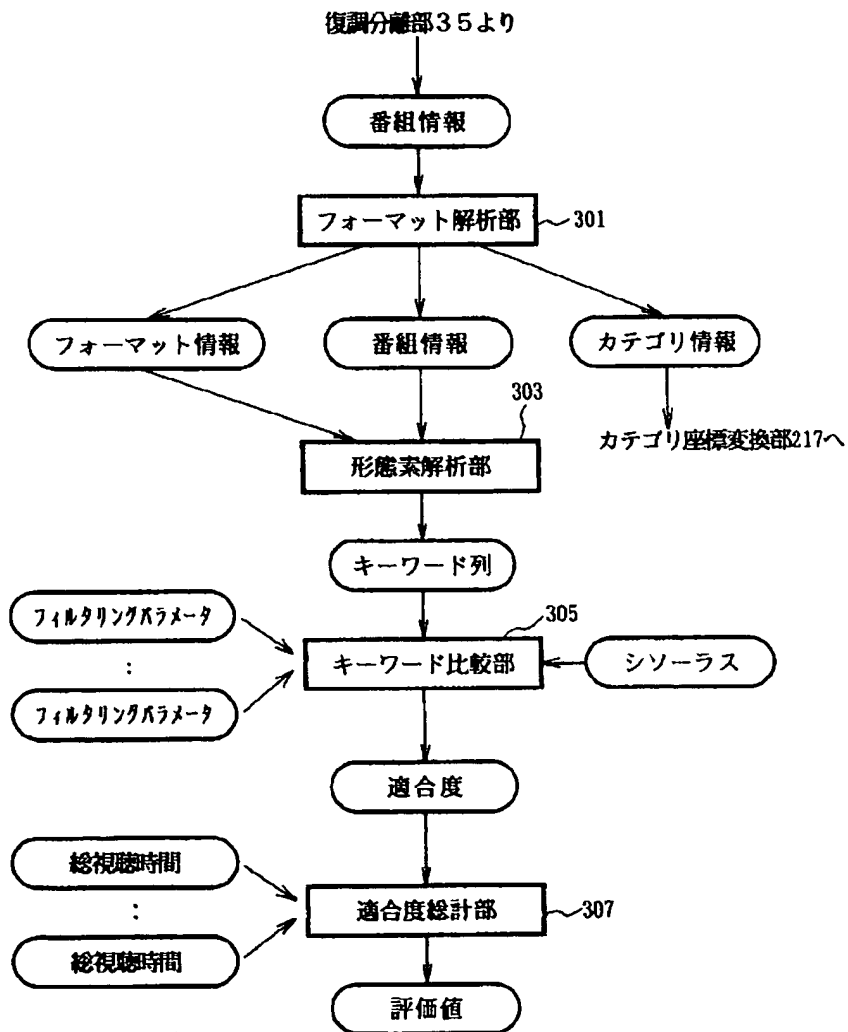 復調分離部35より
番組情報
フォーマット解析部
301
フォーマット情報
番組情報
カテゴリ情報
303
カテゴリ座標変換部217へ
形態素解析部
キーワード列
フィルタリングパラメータ
305
:
キーワード比較部
シソーラス
フィルタリングパラメータ
適合度
総視聴時間
:
適合度総計部
307
総視聴時間
評価値